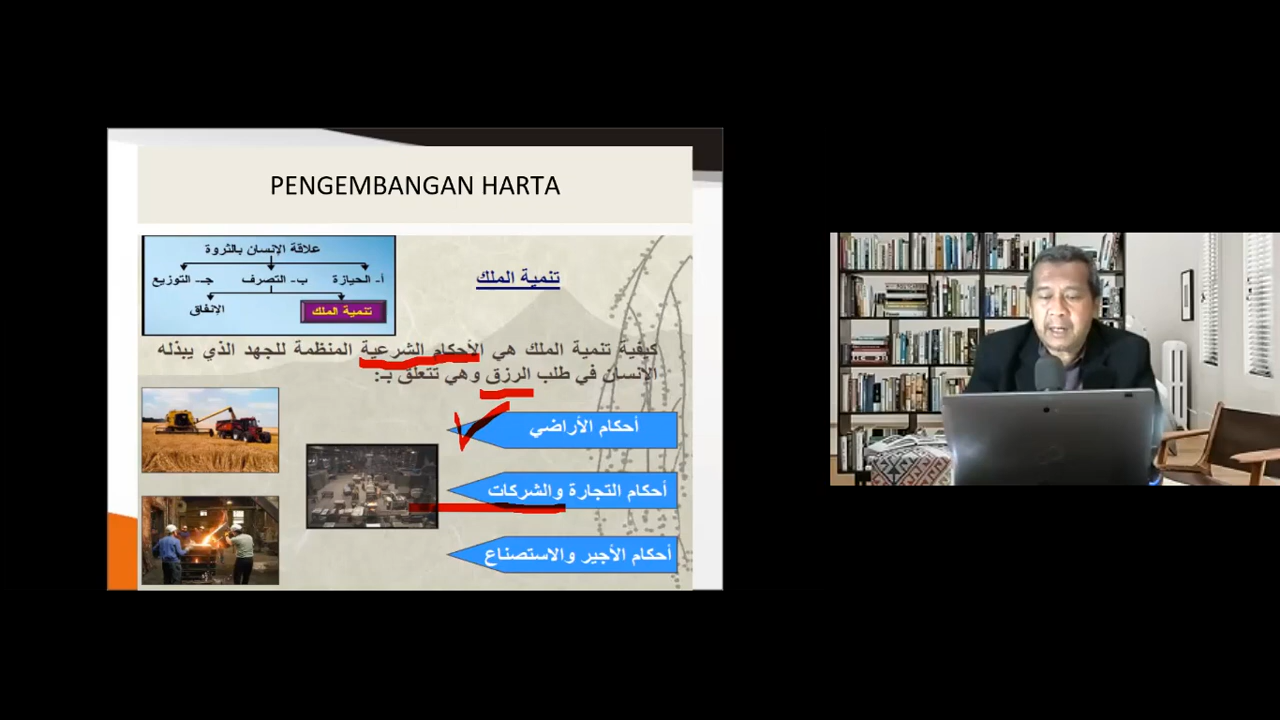 PENGEMBANGAN HARTA
علاقة الإنسان بالثروة
أ- الحيازة ب- التصرف جـ- التوزيع
تنمية الملك الإنفاق
تنمية الملك
كيفية تنمية الملك هي الأحكام الشرعية المنظمة للجهد الذي يبذله
الإنسان في طلب الرزق وهي تتعلق بـ:
أحكام الأراضي
أحكام التجارة والشركات
أحكام الأجير والاستصناع